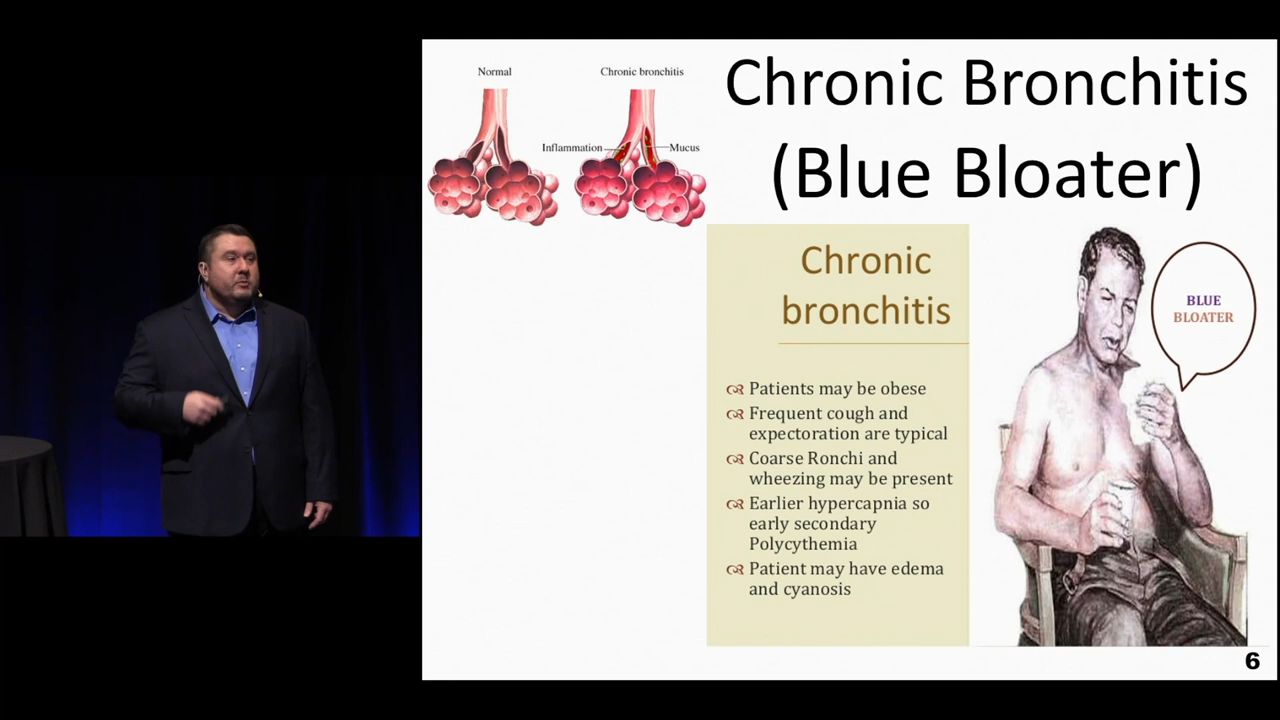 Normal
Chronic bronchitis
Inflammation
Mucus
Chronic Bronchitis
(Blue Bloater)
Chronic
bronchitis
Patients may be obese
Frequent cough and
expectoration are typical
Coarse Ronchi and
wheezing may be present
Earlier hypercapnia so
early secondary
Polycythemia
Patient may have edema
and cyanosis
BLUE
BLOATER
6